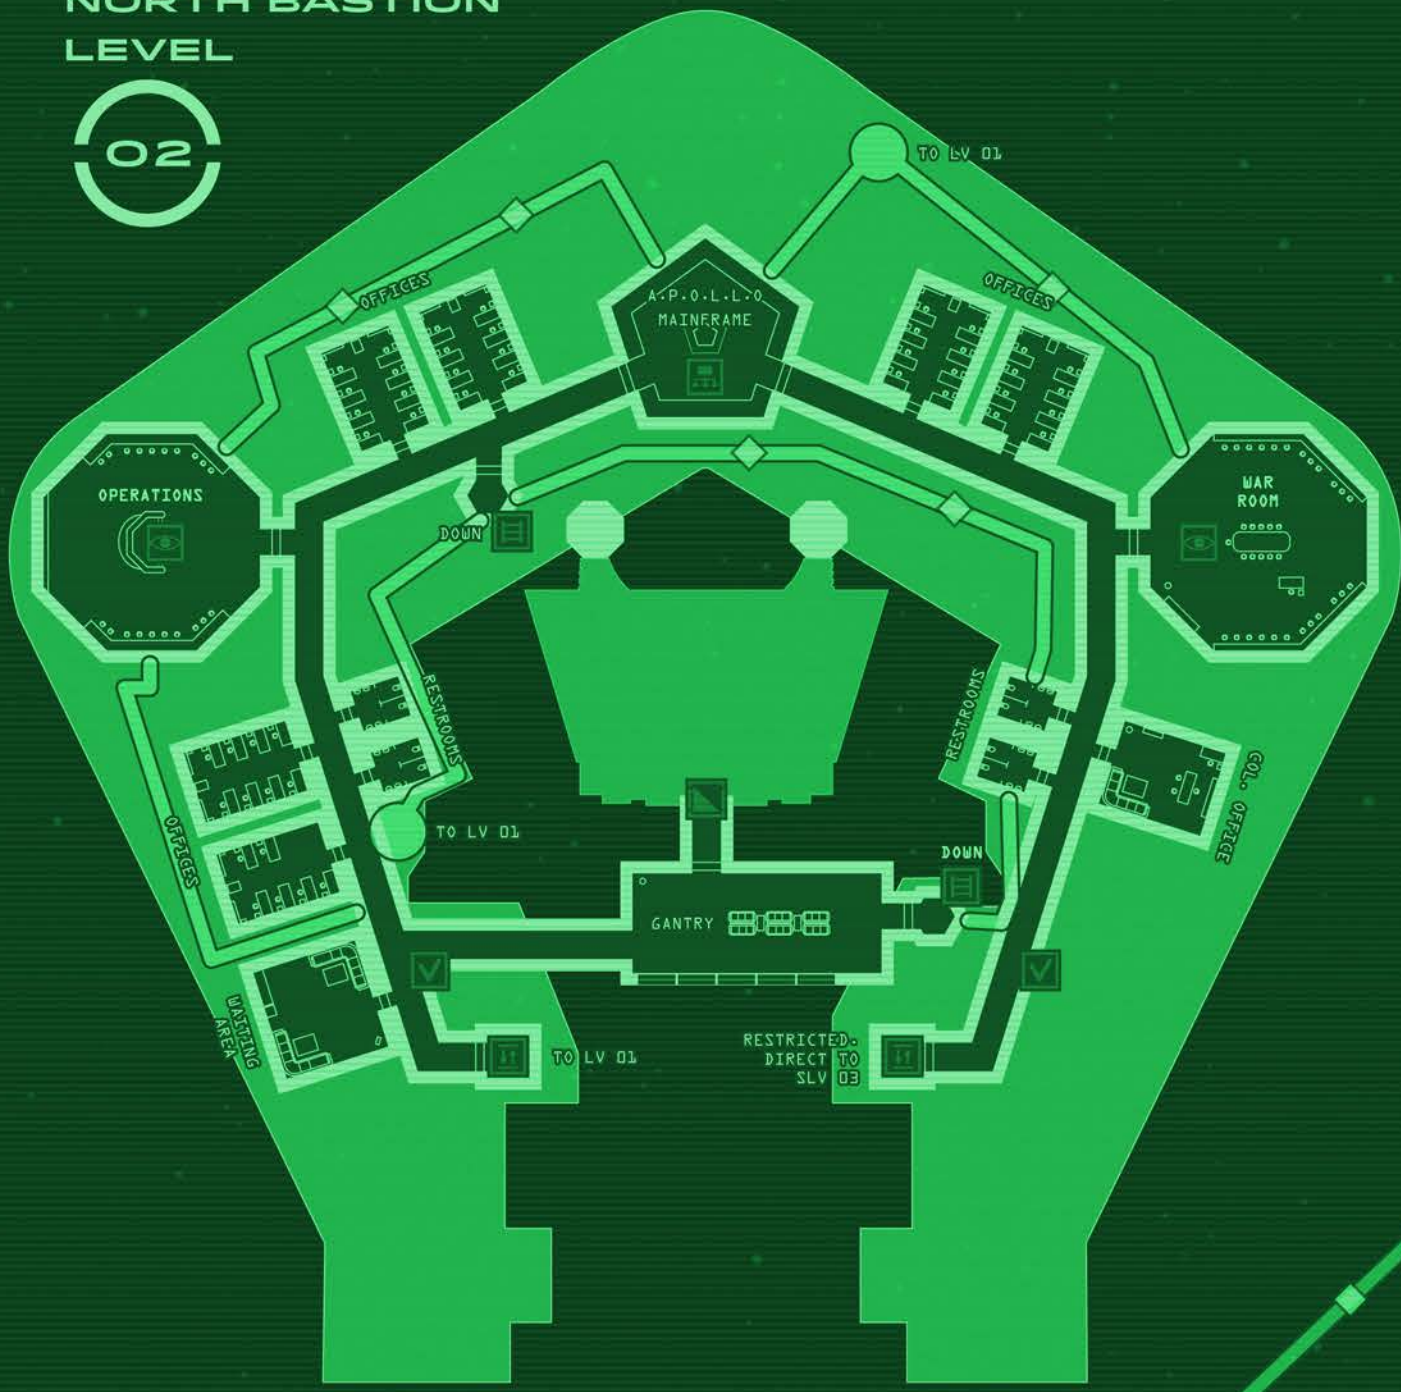 NORTH BASTION
LEVEL
02
TO LV 01
OFFICES
OFFICES
A.P.O.L.L.O
MAINFRAME
OPERATIONS
WAR
ROOM
DOWN
RESTROOMS
RESTROOMS
COL. OFFICE
OFFICES
TO LV 01
DOWN
GANTRY
WAITING
AREA
TO LV 01
RESTRICTED.
DIRECT TO
SLV 03